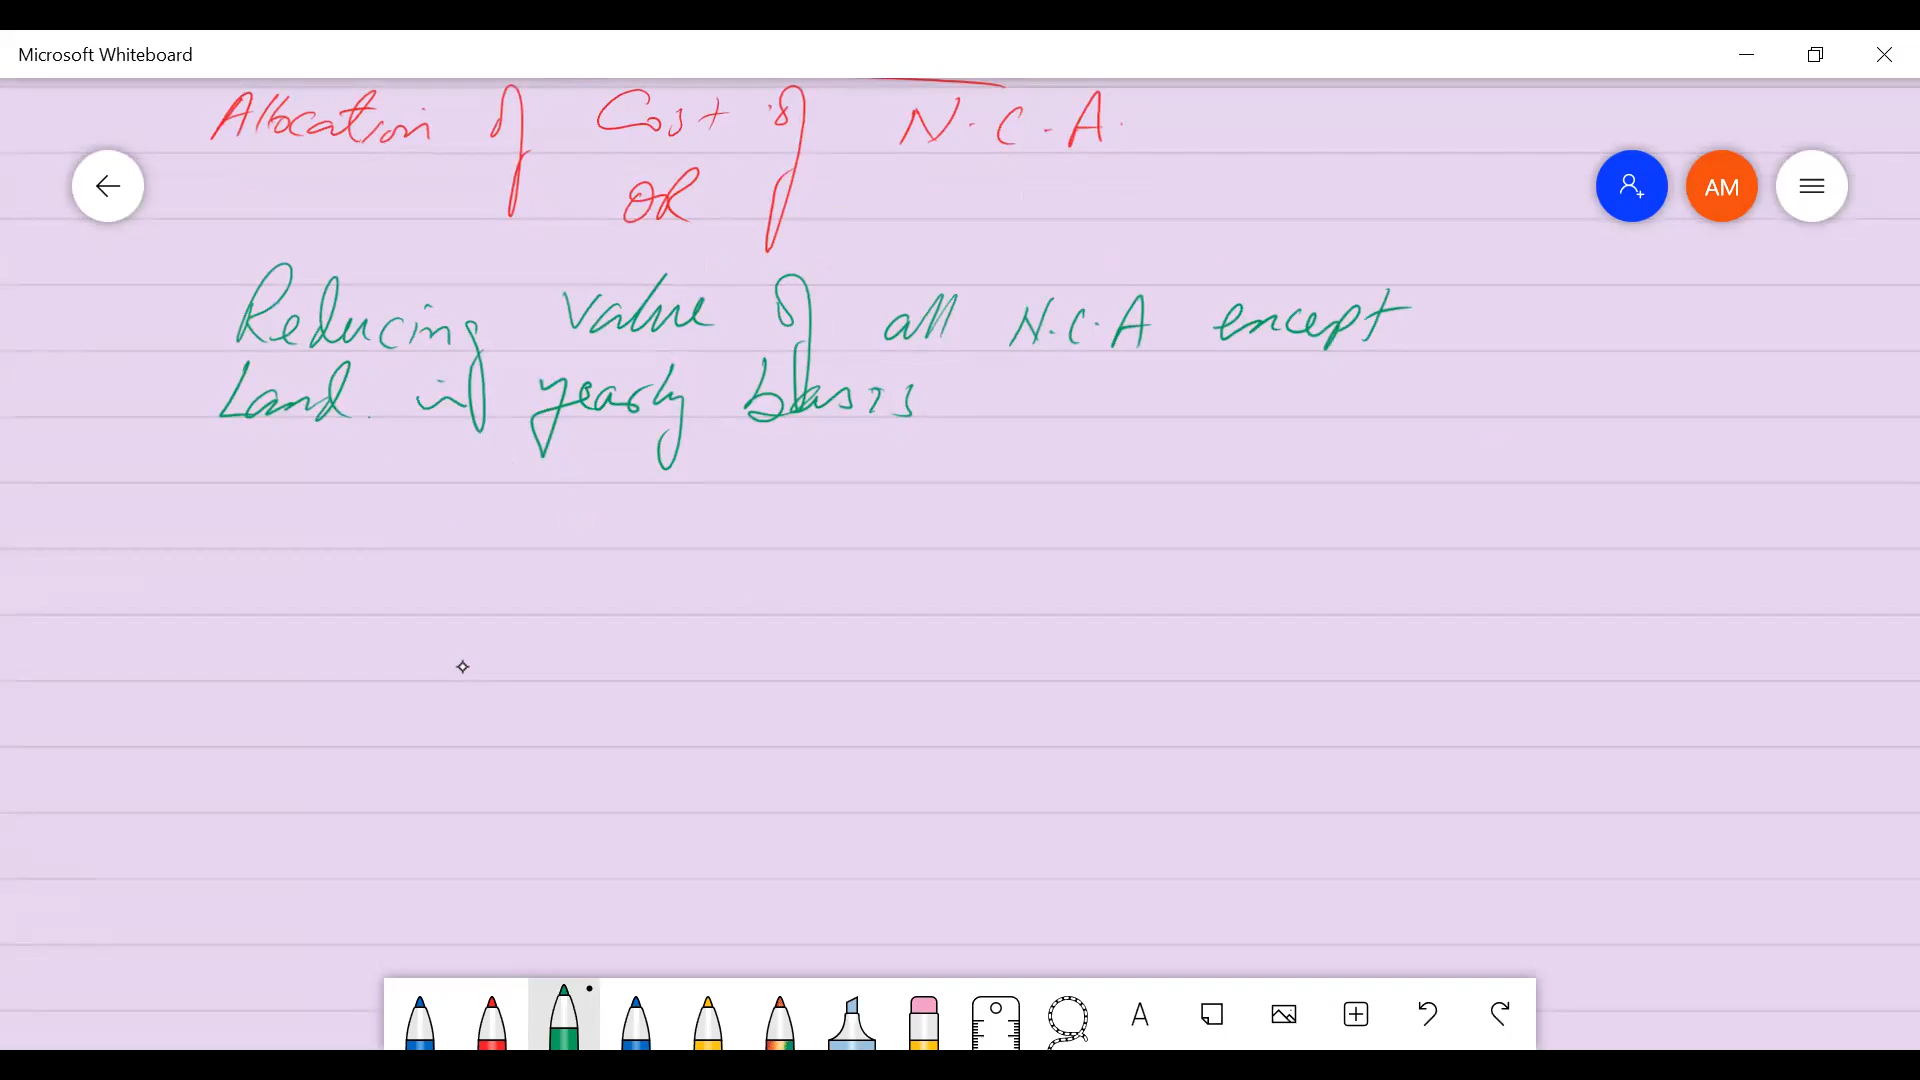 Microsoft Whiteboard
Allocation of Cost of N.C.A.
OR
AM
Reducing value of all N.C.A except
Land. in yearly basis